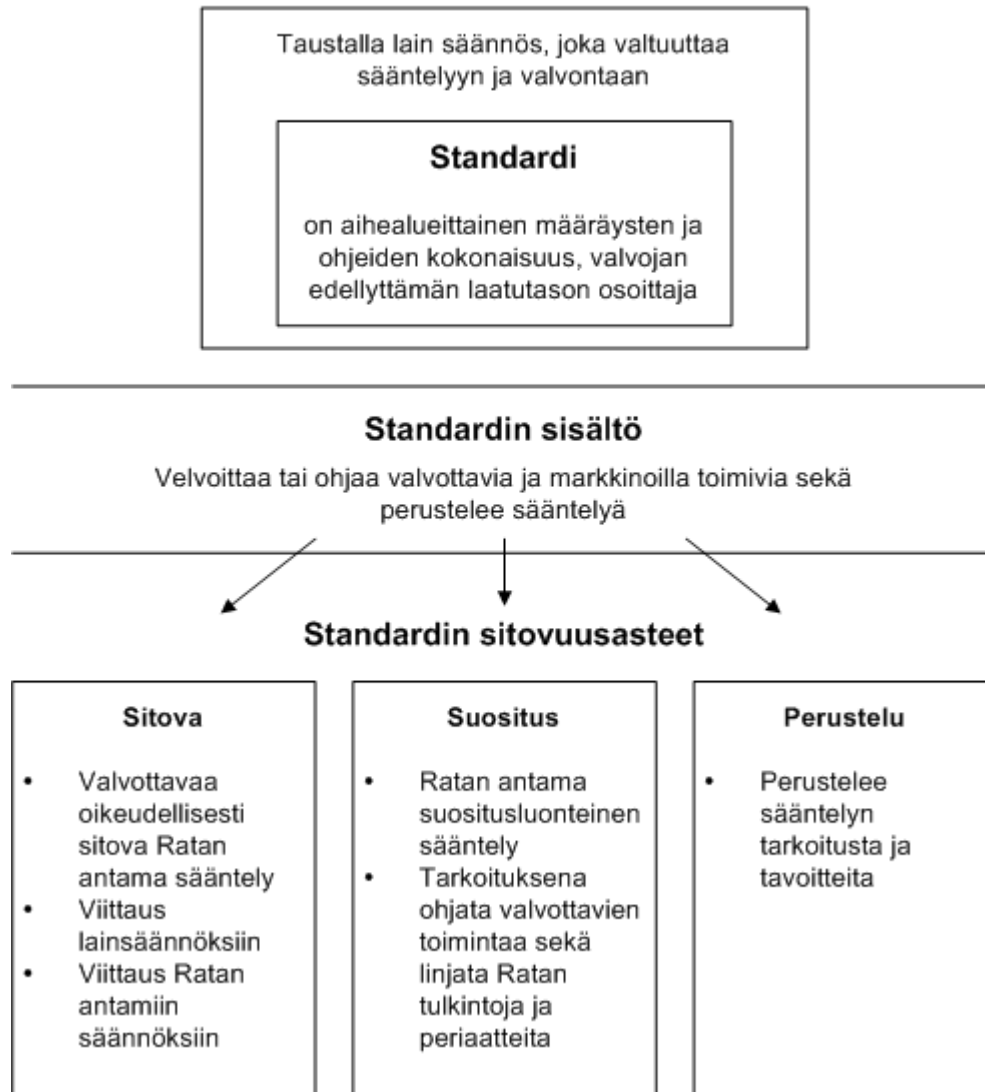 Taustalla lain säännös, joka valtuuttaa
sääntelyyn ja valvontaan
Standardi
on aihealueittainen määräysten ja
ohjeiden kokonaisuus, valvojan
edellyttämän laatutason osoittaja
Standardin sisältö
Velvoittaa tai ohjaa valvottavia ja markkinoilla toimivia sekä
perustelee sääntelyä
Standardin sitovuusasteet
Sitova
• Valvottavaa
oikeudellisesti
sitova Ratan
antama sääntely
• Viittaus
lainsäännöksiin
• Viittaus Ratan
antamiin
säännöksiin
Suositus
• Ratan antama
suositusluonteinen
sääntely
• Tarkoituksena
ohjata valvottavien
toimintaa sekä
linjata Ratan
tulkintoja ja
periaatteita
Perustelu
• Perustelee
sääntelyn
tarkoitusta ja
tavoitteita